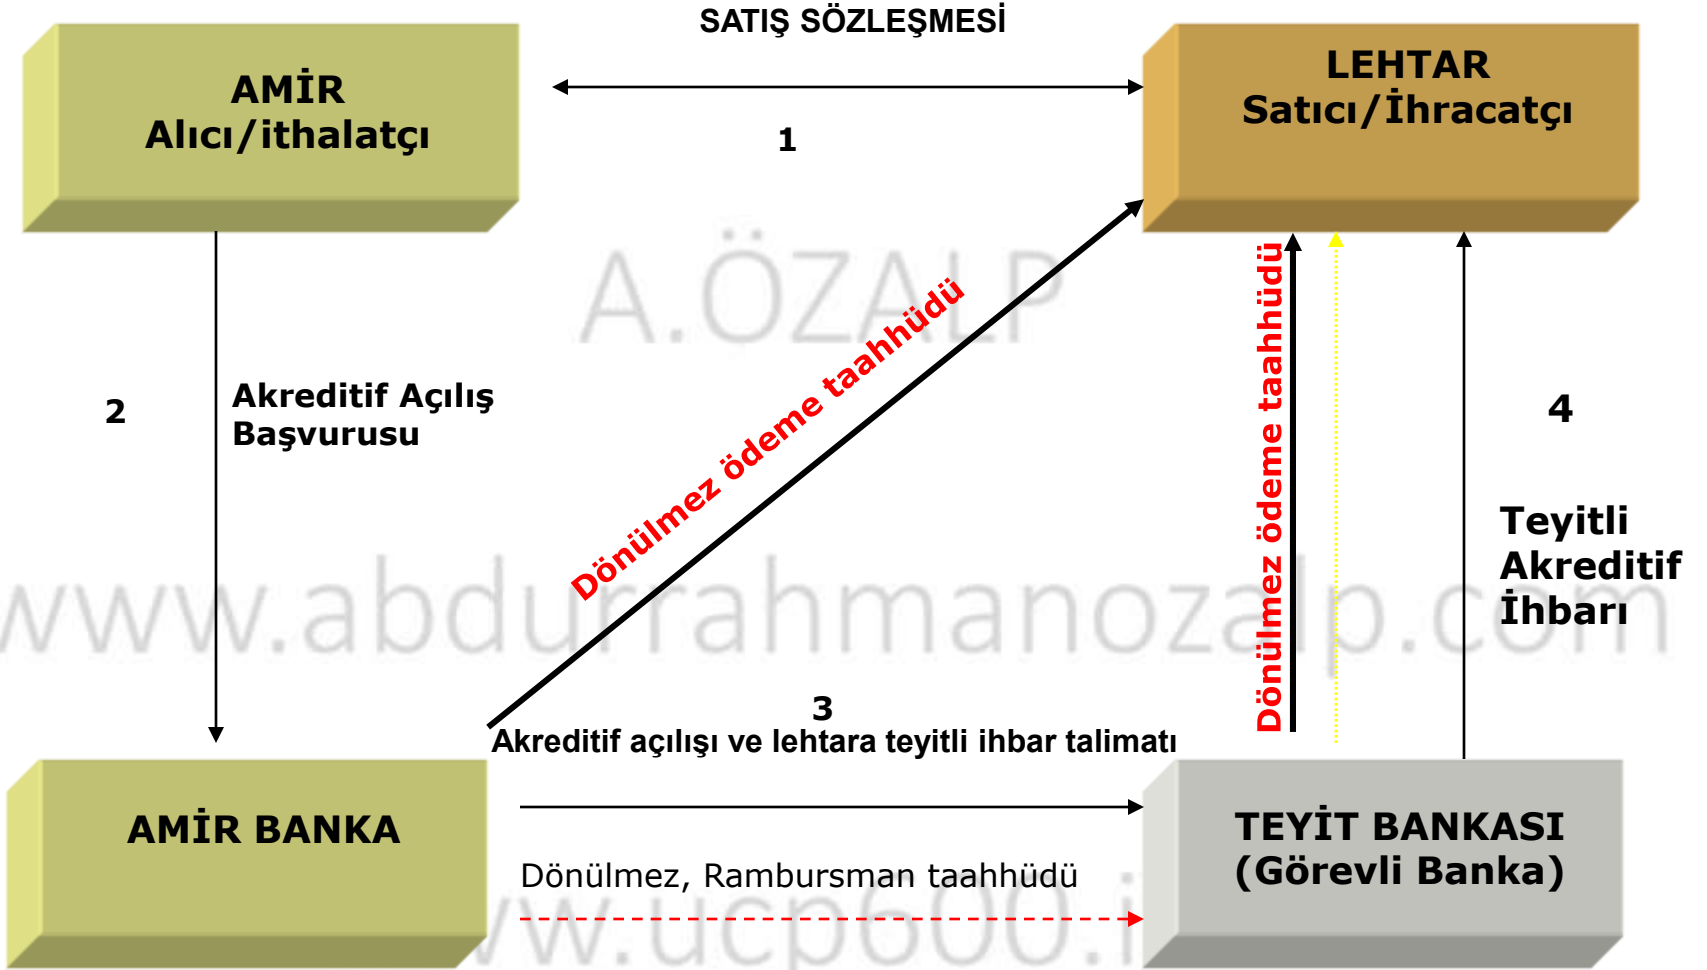 SATIŞ SÖZLEŞMESİ
AMİR
Alıcı/ithalatçı
LEHTAR
Satıcı/İhracatçı
1
A.ÖZALP
Dönülmez ödeme taahhüdü
Dönülmez ödeme taahhüdü
2
Akreditif Açılış
Başvurusu
4
Teyitli
Akreditif
İhbarı
www.abdurrahmanozalp.com
3
Akreditif açılışı ve lehtara teyitli ihbar talimatı
AMİR BANKA
TEYİT BANKASI
(Görevli Banka)
Dönülmez, Rambursman taahhüdü